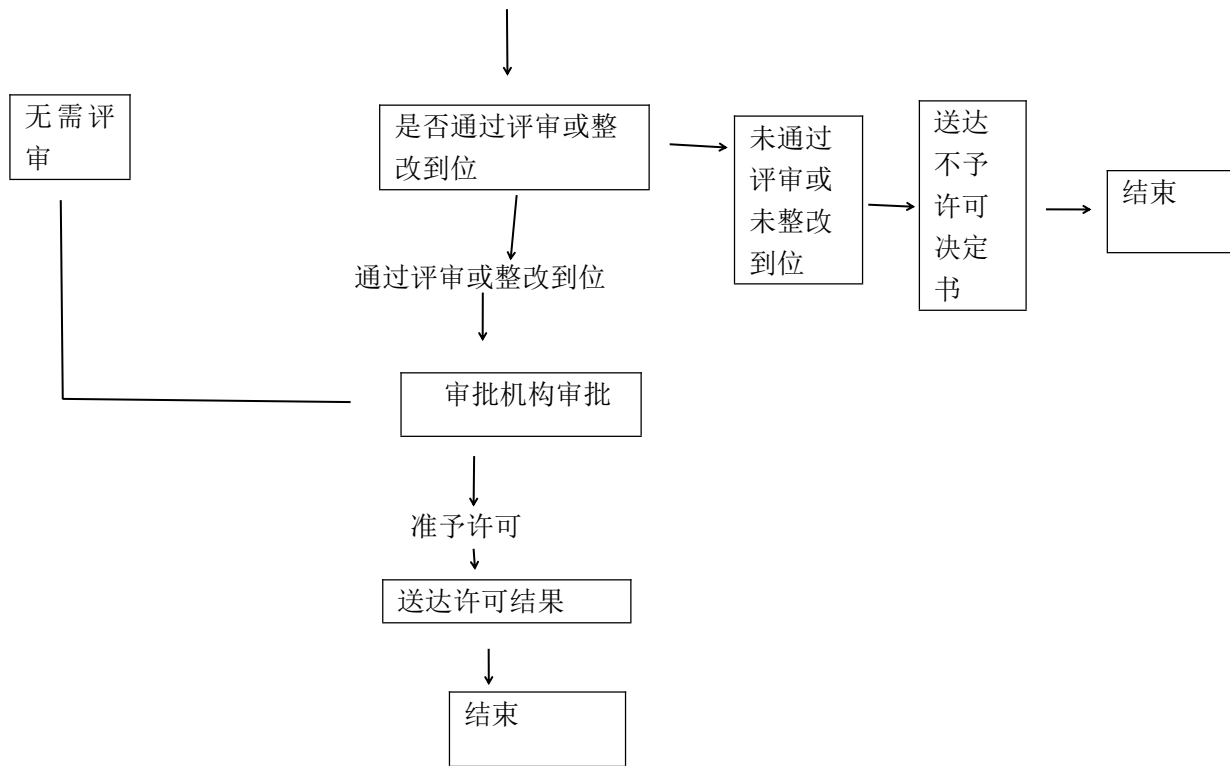 无需评
审
是否通过评审或整
改到位
未通过
评审或
未整改
到位
送达
不予
许可
决定
书
结束
通过评审或整改到位
审批机构审批
准予许可
送达许可结果
结束